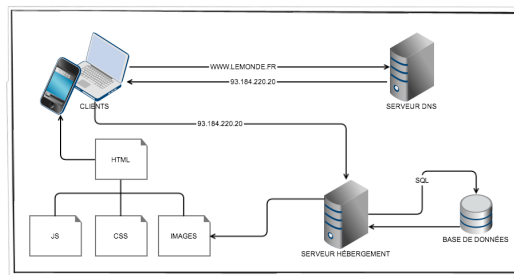 WWW.LEMONDE.FR
93.184.220.20
CLIENTS
SERVEUR DNS
93.184.220.20
HTML
SQL
JS
CSS
IMAGES
SERVEUR HÉBERGEMENT
BASE DE DONNÉES